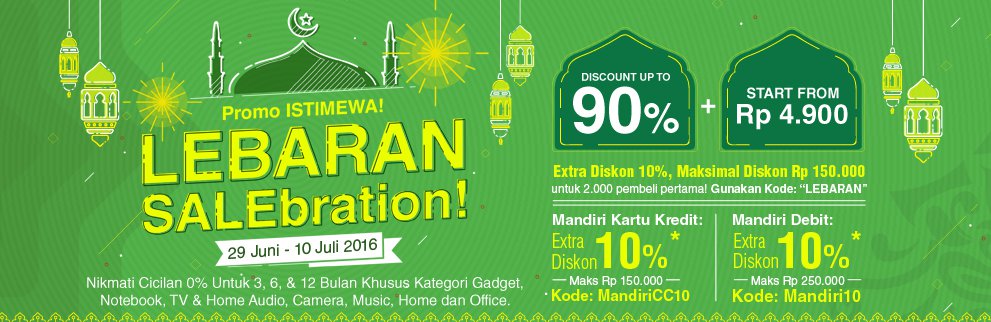 Promo ISTIMEWA!
LEBARAN
SALEbration!
29 Juni - 10 Juli 2016
Nikmati Cicilan 0% Untuk 3, 6, & 12 Bulan Khusus Kategori Gadget,
Notebook, TV & Home Audio, Camera, Music, Home dan Office.
DISCOUNT UP TO
90%
+
START FROM
Rp 4.900
Extra Diskon 10%, Maksimal Diskon Rp 150.000
untuk 2.000 pembeli pertama! Gunakan Kode: “LEBARAN”
Mandiri Kartu Kredit:
Extra
Diskon
10%*
Maks Rp 150.000
Kode: MandiriCC10
Mandiri Debit:
Extra
Diskon
10%*
Maks Rp 250.000
Kode: Mandiri10